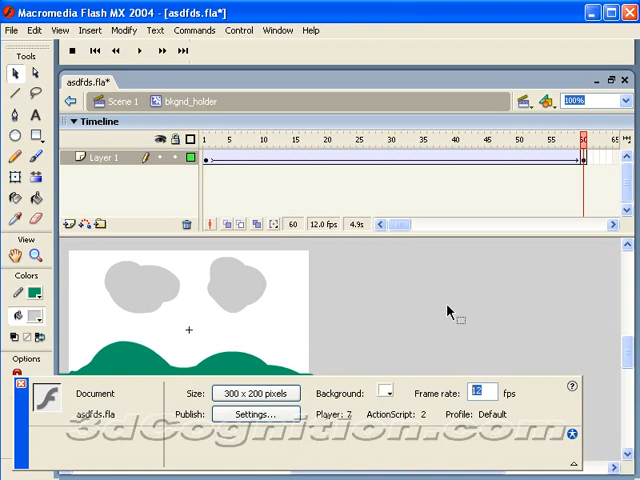 Macromedia Flash MX 2004 - [asdfds.fla*]
File Edit View Insert Modify Text Commands Control Window Help
Tools
asdfds.fla*
Scene 1 bkgnd_holder 100%
Timeline
1 5 10 15 20 25 30 35 40 45 50 55 60 65
Layer 1
60 12.0 fps 4.9s
View
Colors
Options
Document Size: 300 x 200 pixels Background: Frame rate: 12 fps
asdfds.fla Publish: Settings... Player: 7 ActionScript: 2 Profile: Default
3dCognition.com